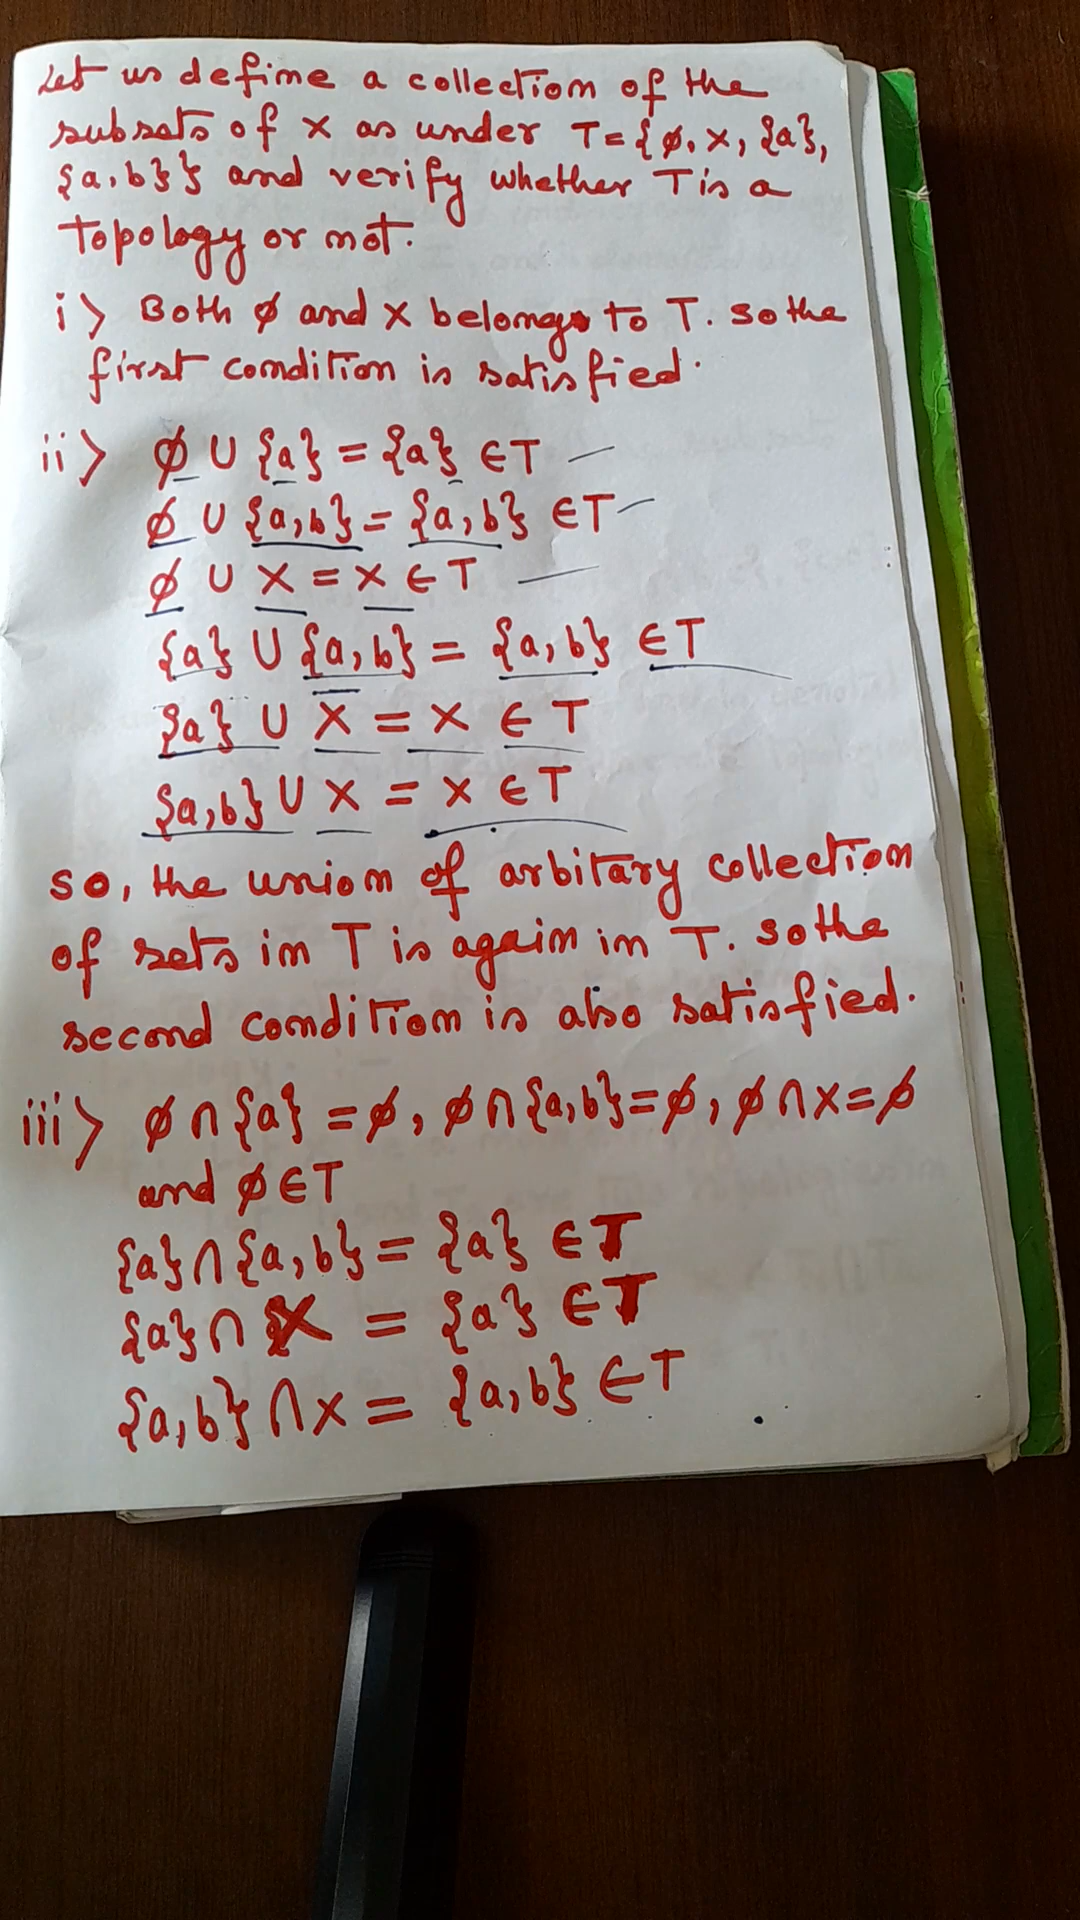 Let us define a collection of the
subsets of X as under T={ϕ, X, {a},
{a,b}} and verify whether T is a
topology or not.
i> Both ϕ and X belongs to T. so the
first condition is satisfied.
ii> ϕ ∪ {a} = {a} ∈ T
ϕ ∪ {a,b} = {a,b} ∈ T
ϕ ∪ X = X ∈ T
{a} ∪ {a,b} = {a,b} ∈ T
{a} ∪ X = X ∈ T
{a,b} ∪ X = X ∈ T
so, the union of arbitary collection
of sets in T is again in T. so the
second condition is also satisfied.
iii> ϕ ∩ {a} = ϕ, ϕ ∩ {a,b} = ϕ, ϕ ∩ X = ϕ
and ϕ ∈ T
{a} ∩ {a,b} = {a} ∈ T
{a} ∩ X = {a} ∈ T
{a,b} ∩ X = {a,b} ∈ T